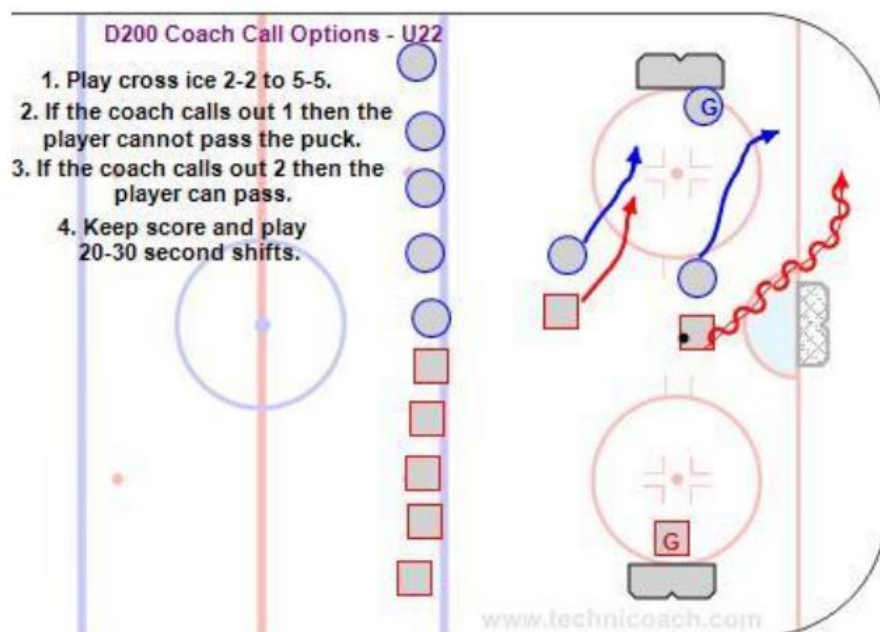 D200 Coach Call Options - U22
1. Play cross ice 2-2 to 5-5.
2. If the coach calls out 1 then the
player cannot pass the puck.
3. If the coach calls out 2 then the
player can pass.
4. Keep score and play
20-30 second shifts.
G
G
www.technicoach.com